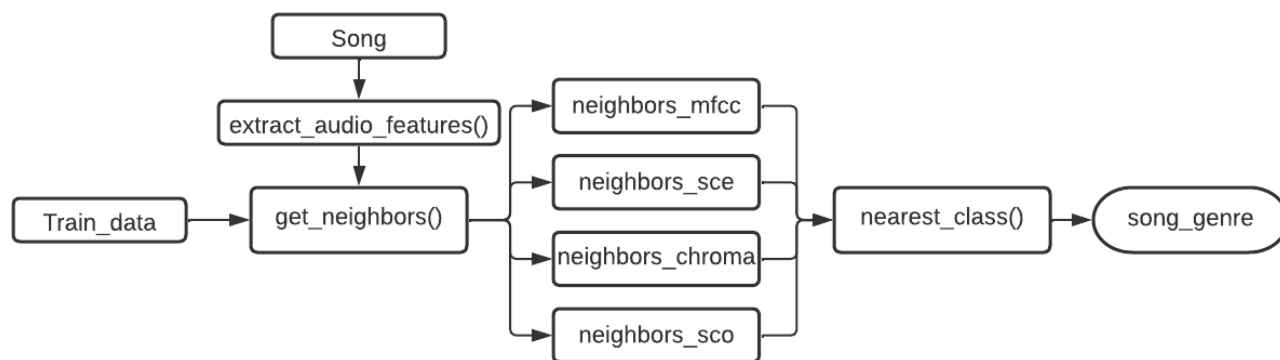 Song
extract_audio_features()
Train_data
get_neighbors()
neighbors_mfcc
neighbors_sce
neighbors_chroma
neighbors_sco
nearest_class()
song_genre